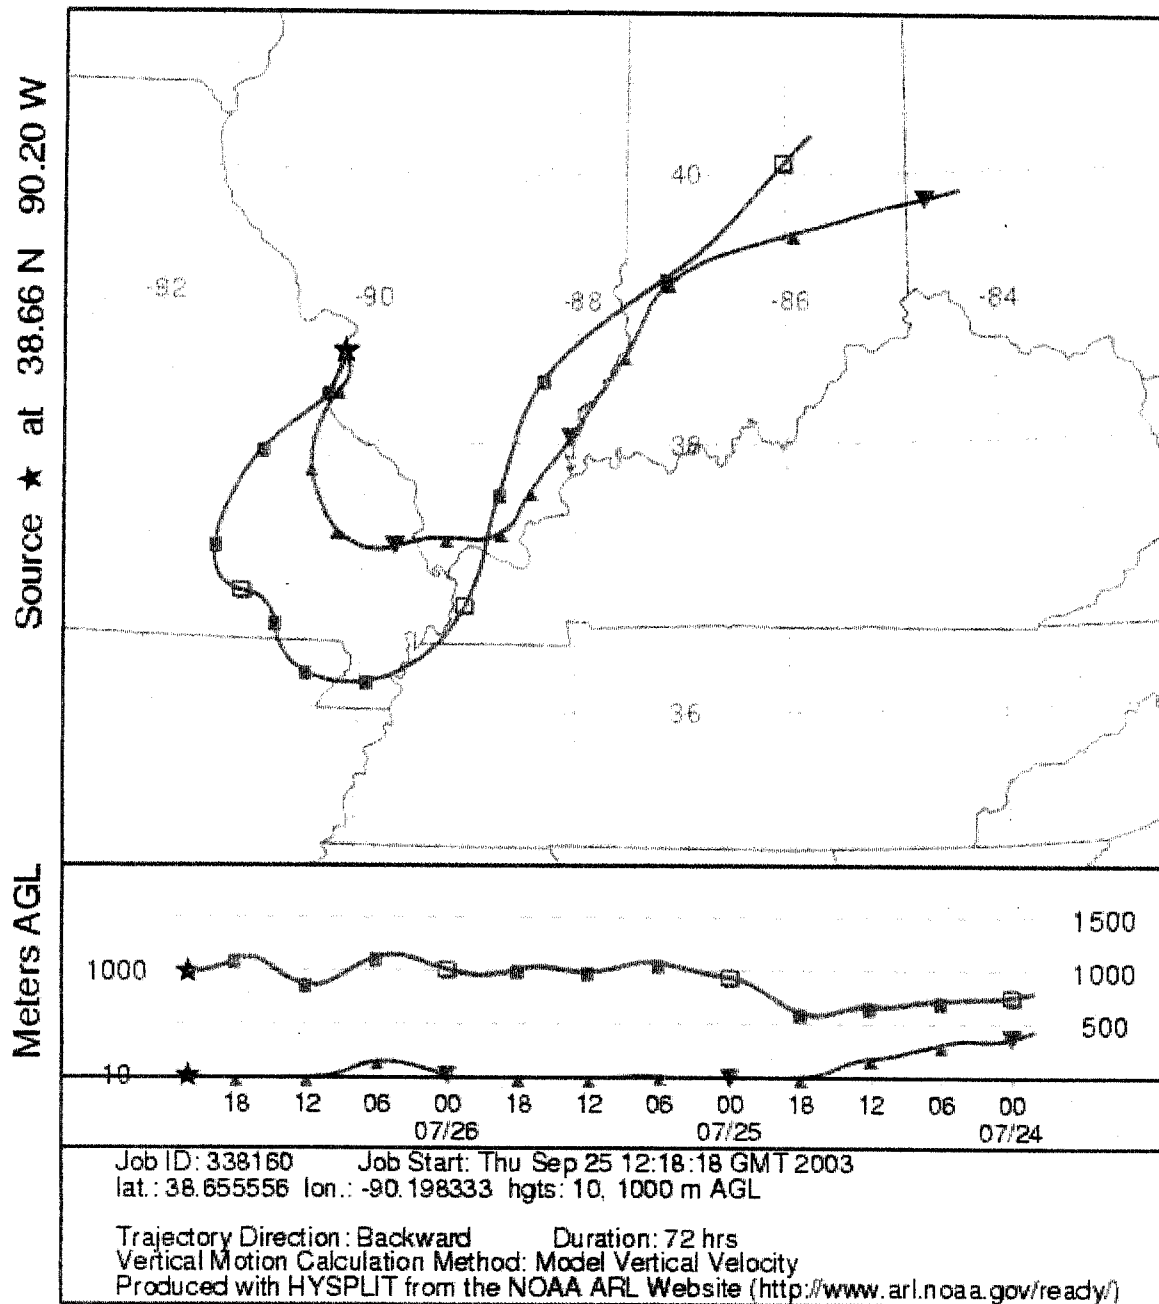 Source ★ at 38.66 N 90.20 W
40
-92
-90
-88
-86
-84
38
36
Meters AGL
1500
1000
1000
500
10
18 12 06 00 18 12 06 00 18 12 06 00
07/26 07/25 07/24
Job ID: 338160 Job Start: Thu Sep 25 12:18:18 GMT 2003
lat.: 38.655556 lon.: -90.198333 hgts: 10, 1000 m AGL
Trajectory Direction: Backward Duration: 72 hrs
Vertical Motion Calculation Method: Model Vertical Velocity
Produced with HYSPLIT from the NOAA ARL Website (http://www.arl.noaa.gov/ready/)